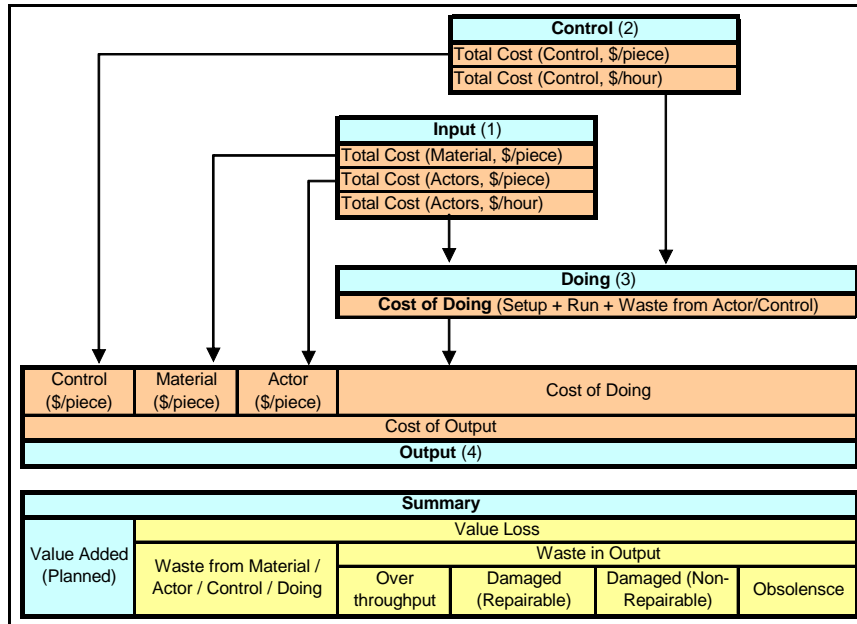 Control (2)
Total Cost (Control, $/piece)
Total Cost (Control, $/hour)
Input (1)
Total Cost (Material, $/piece)
Total Cost (Actors, $/piece)
Total Cost (Actors, $/hour)
Doing (3)
Cost of Doing (Setup + Run + Waste from Actor/Control)
Control
($/piece)
Material
($/piece)
Actor
($/piece)
Cost of Doing
Cost of Output
Output (4)
Summary
Value Added
(Planned)
Value Loss
Waste from Material /
Actor / Control / Doing
Waste in Output
Over
throughput
Damaged
(Repairable)
Damaged (Non-
Repairable)
Obsolensce